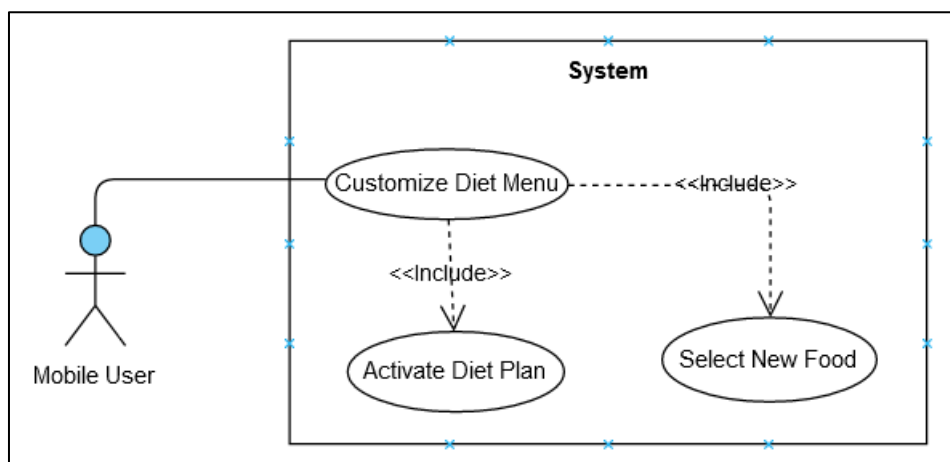 System
Customize Diet Menu
<<Include>>
<<Include>>
Activate Diet Plan
Select New Food
Mobile User